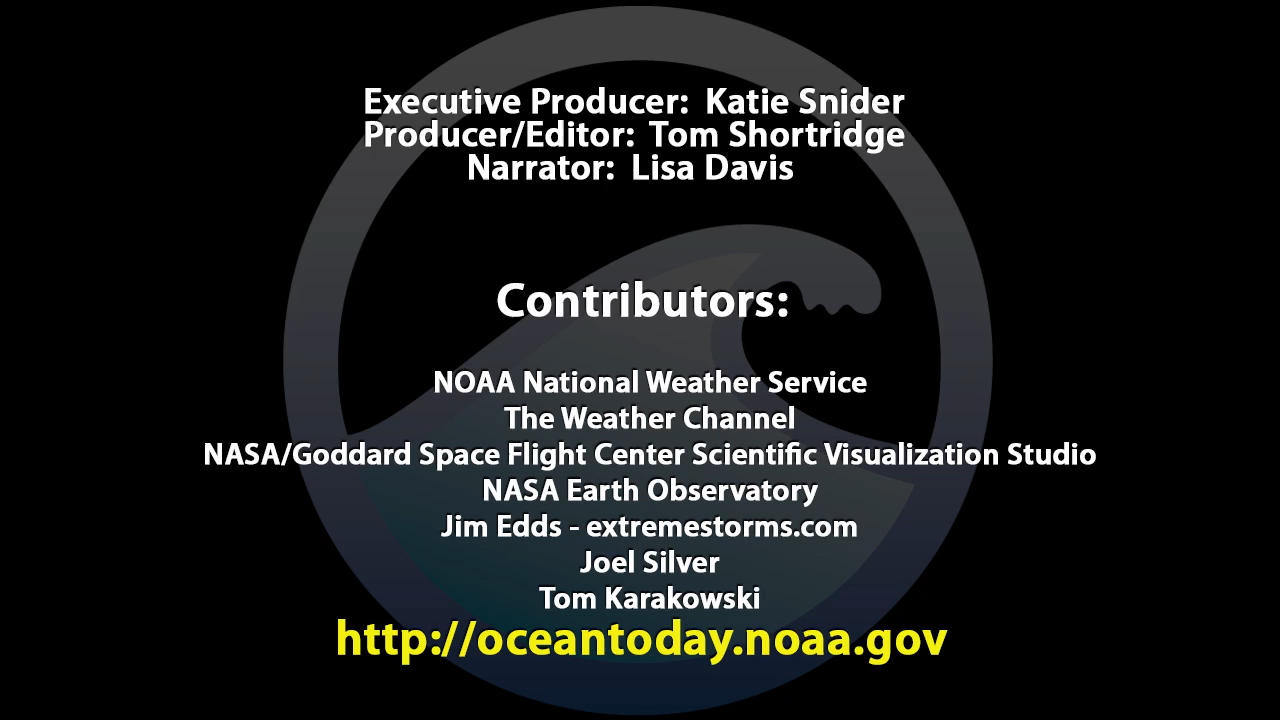 Executive Producer: Katie Snider
Producer/Editor: Tom Shortridge
Narrator: Lisa Davis
Contributors:
NOAA National Weather Service
The Weather Channel
NASA/Goddard Space Flight Center Scientific Visualization Studio
NASA Earth Observatory
Jim Edds - extremestorms.com
Joel Silver
Tom Karakowski
http://oceantoday.noaa.gov